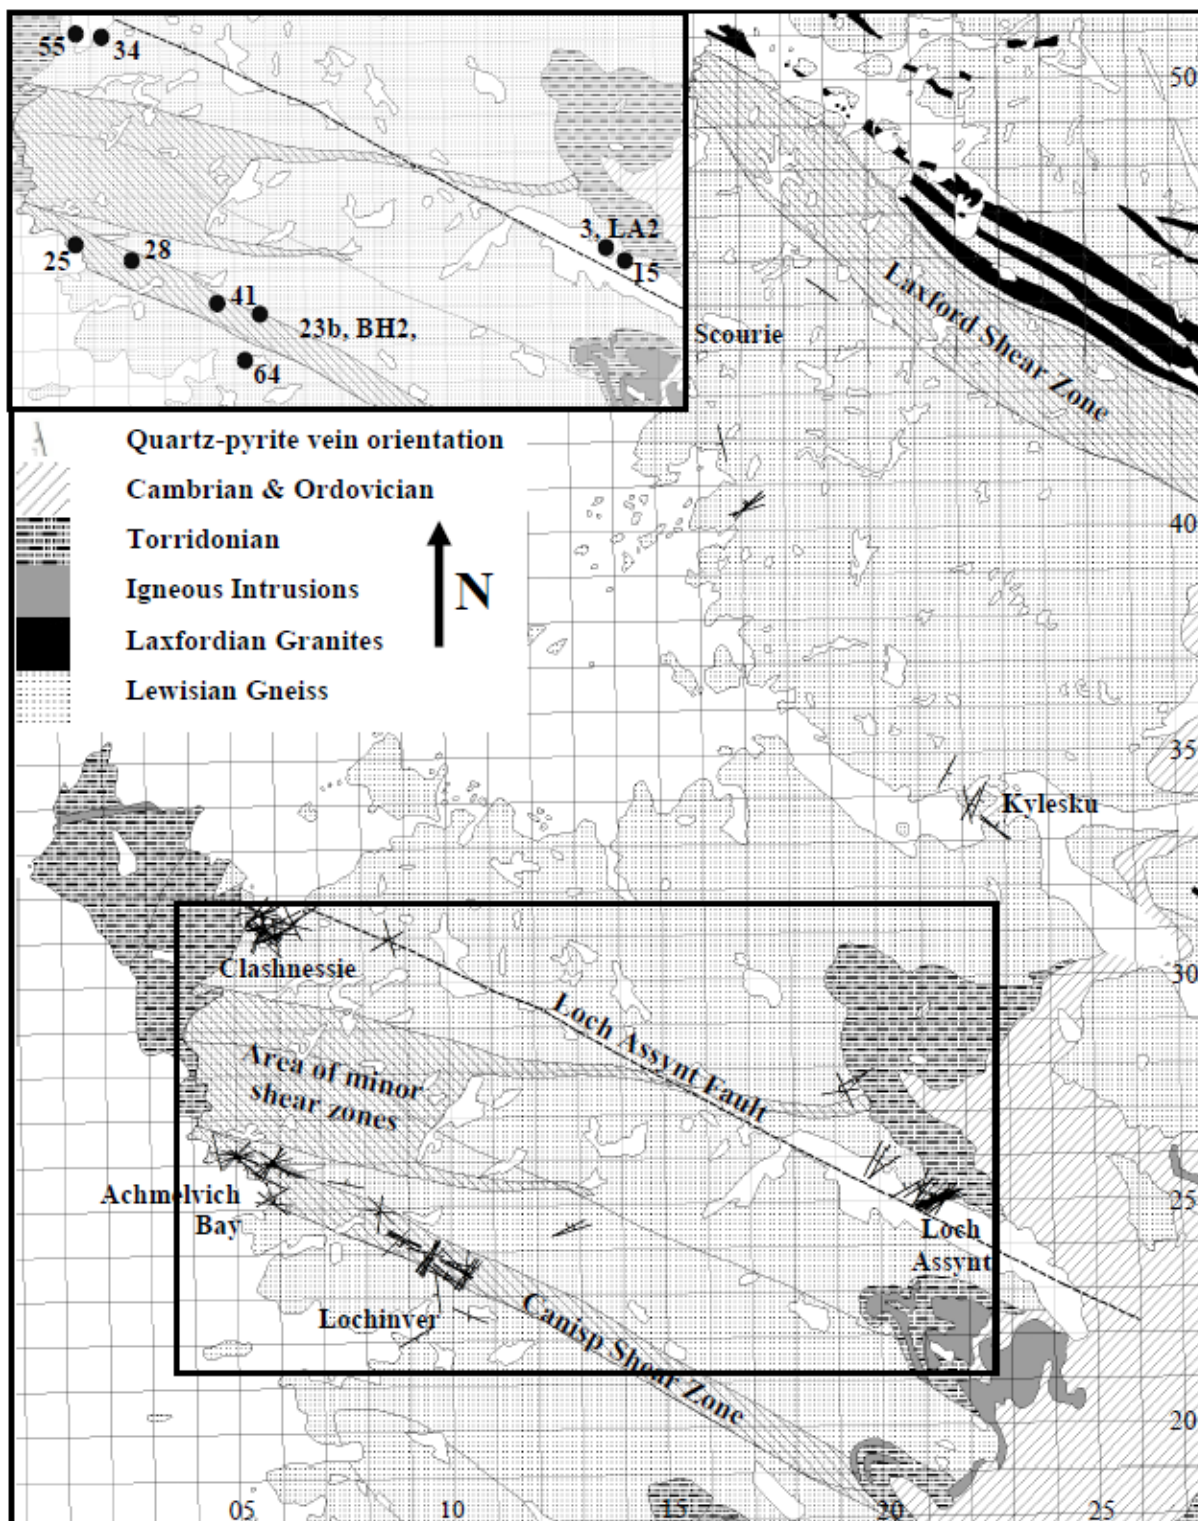 55
34
3, LA2
15
25
28
41
23b, BH2,
64
50
Laxford Shear Zone
Scourie
Quartz-pyrite vein orientation
Cambrian & Ordovician
Torridonian
Igneous Intrusions
Laxfordian Granites
Lewisian Gneiss
N
40
35
Kylesku
30
Clashnessie
Loch Assynt Fault
Area of minor
shear zones
25
Achmelvich
Bay
Loch
Assynt
Lochinver
Canisp Shear Zone
20
05
10
15
20
25